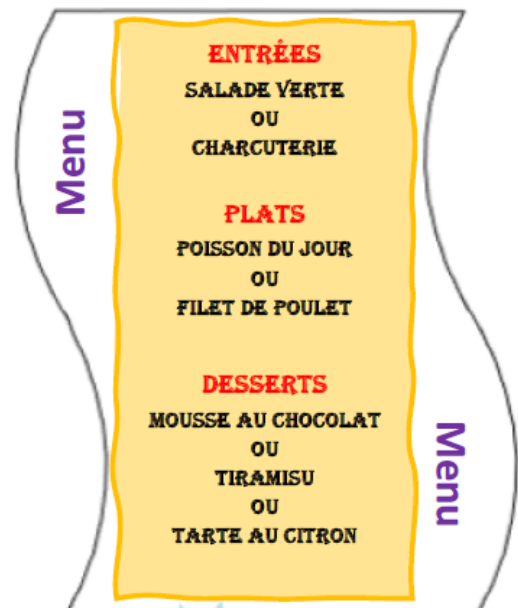 Menu
ENTRÉES
SALADE VERTE
OU
CHARCUTERIE
PLATS
POISSON DU JOUR
OU
FILET DE POULET
DESSERTS
MOUSSE AU CHOCOLAT
OU
TIRAMISU
OU
TARTE AU CITRON
Menu